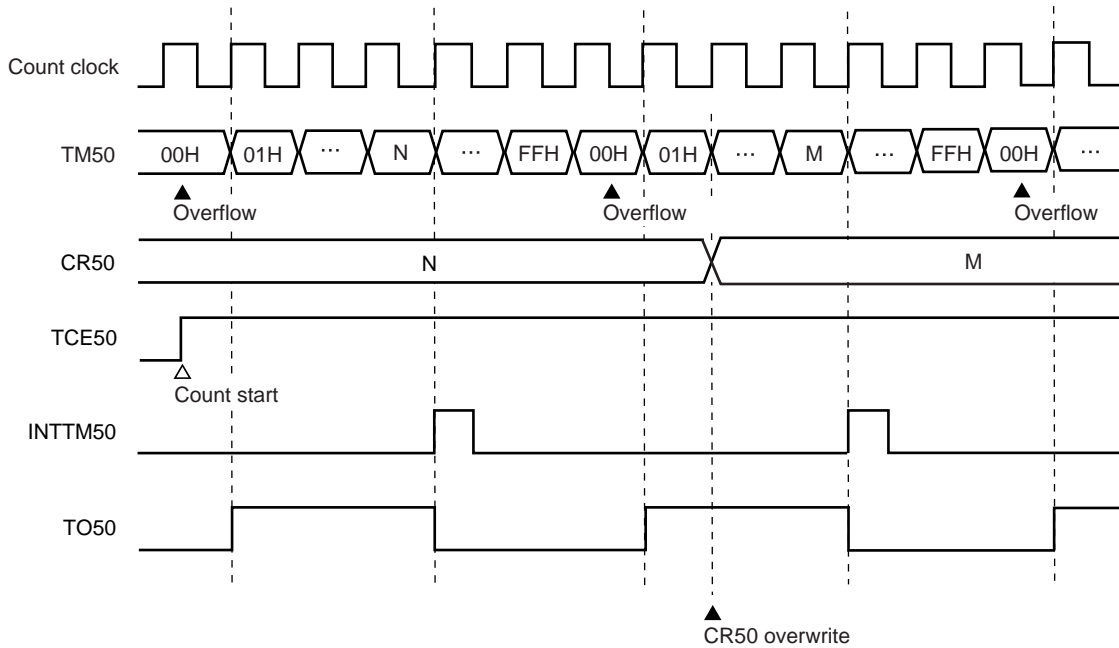 Count clock
TM50 00H 01H ... N ... FFH 00H 01H ... M ... FFH 00H ...
Overflow Overflow Overflow
CR50 N M
TCE50
Count start
INTTM50
TO50
CR50 overwrite